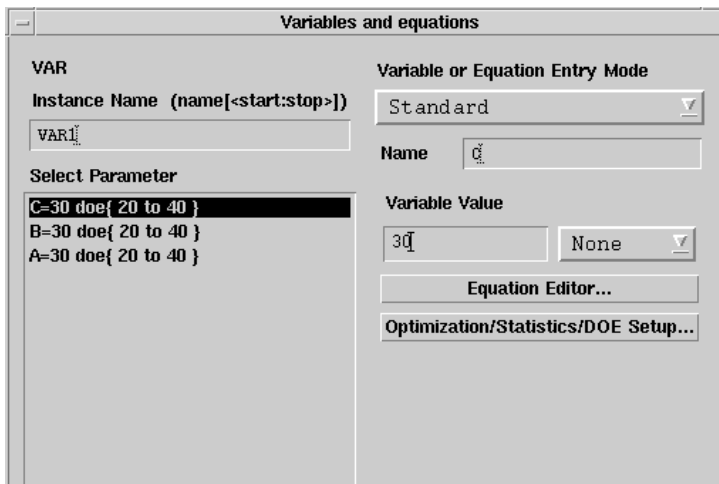 Variables and equations
VAR
Instance Name (name[<start:stop>])
VAR1
Select Parameter
C=30 doe{ 20 to 40 }
B=30 doe{ 20 to 40 }
A=30 doe{ 20 to 40 }
Variable or Equation Entry Mode
Standard
Name C
Variable Value
30 None
Equation Editor...
Optimization/Statistics/DOE Setup...